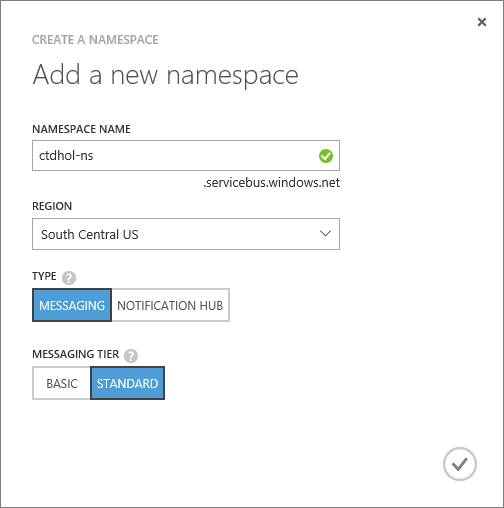 CREATE A NAMESPACE
Add a new namespace
NAMESPACE NAME
ctdhol-ns
.servicebus.windows.net
REGION
South Central US
TYPE ?
MESSAGING NOTIFICATION HUB
MESSAGING TIER ?
BASIC STANDARD